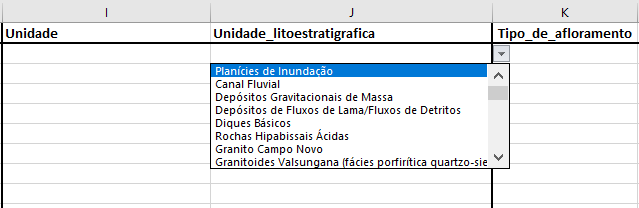 I J K
Unidade Unidade_litoestratigrafica Tipo_de_afloramento
Planícies de Inundação
Canal Fluvial
Depósitos Gravitacionais de Massa
Depósitos de Fluxos de Lama/Fluxos de Detritos
Diques Básicos
Rochas Hipabissais Ácidas
Granito Campo Novo
Granitoides Valsungana (fácies porfirítica quartzo-sie